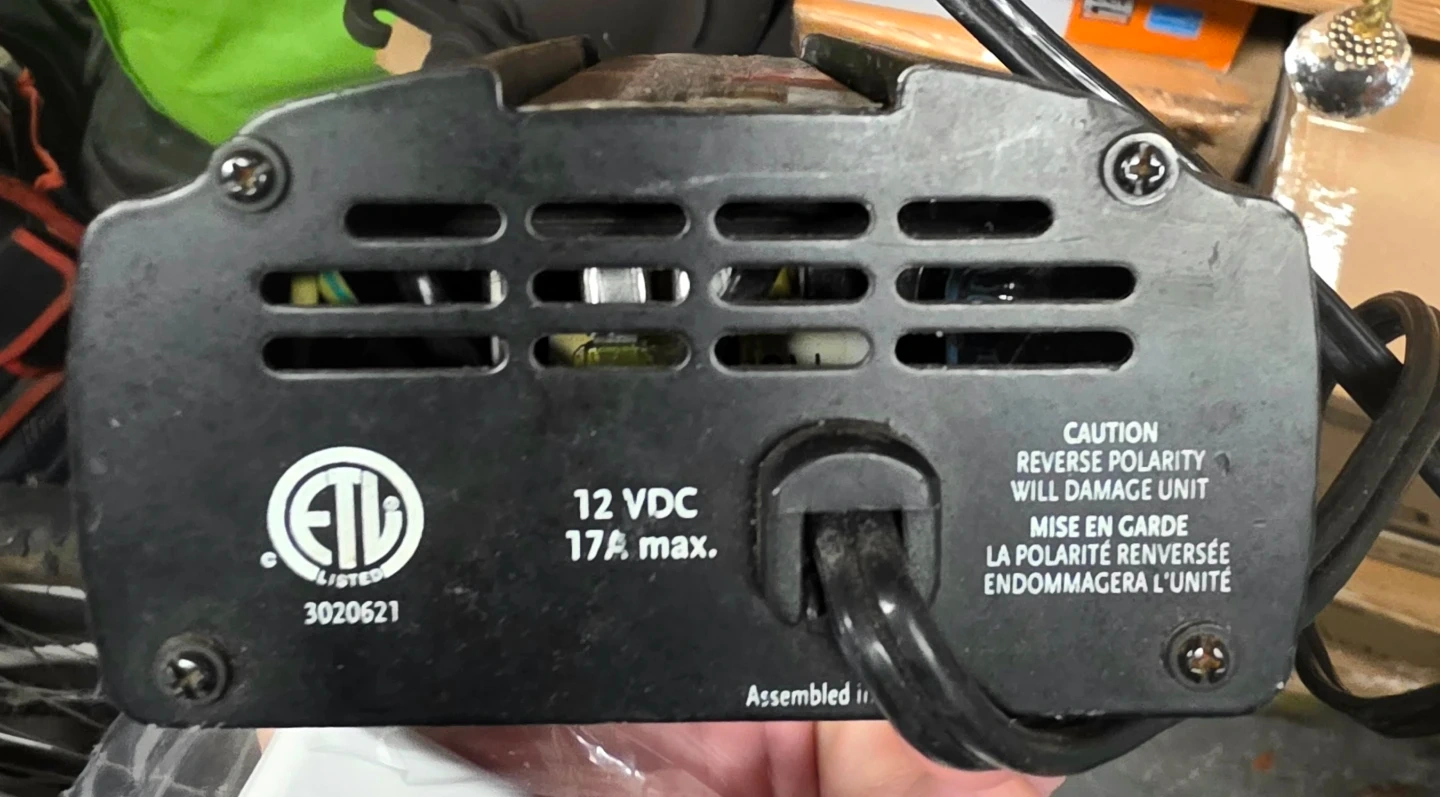 ETL
C
LISTED
3020621
12 VDC
17A max.
CAUTION
REVERSE POLARITY
WILL DAMAGE UNIT
MISE EN GARDE
LA POLARITÉ RENVERSÉE
ENDOMMAGERA L'UNITÉ
Assembled in